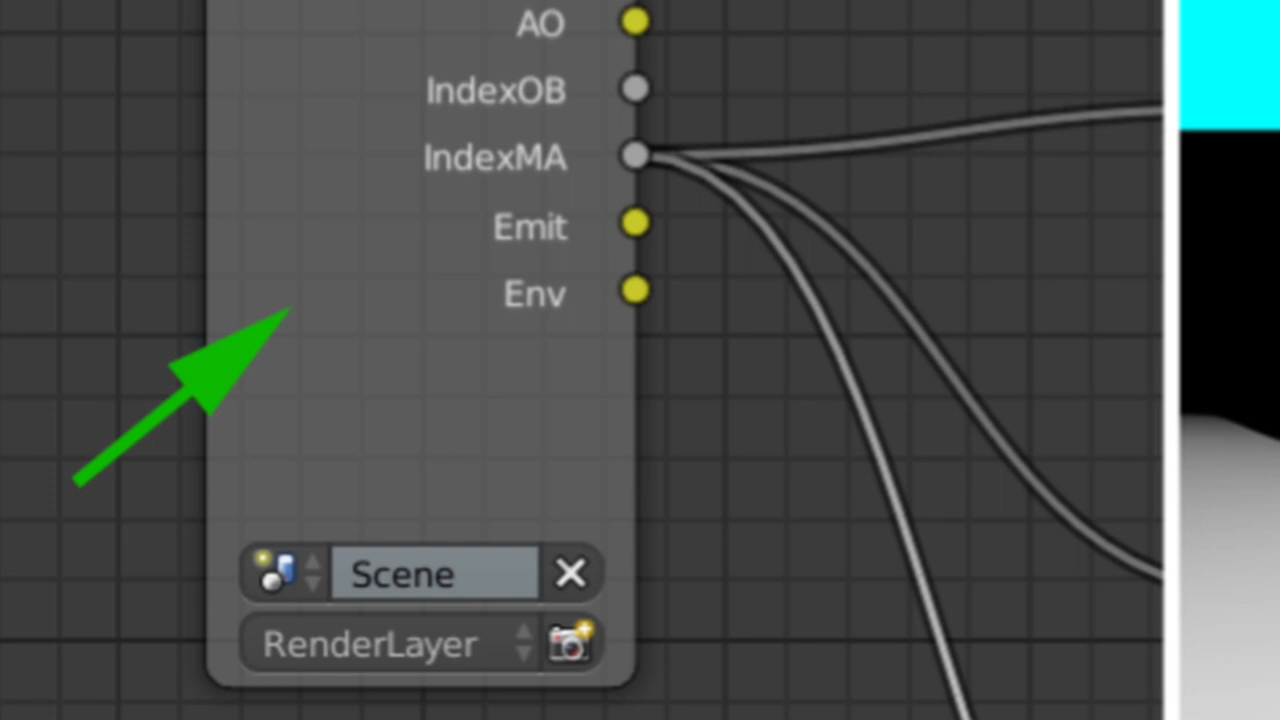 AO
IndexOB
IndexMA
Emit
Env
Scene
RenderLayer